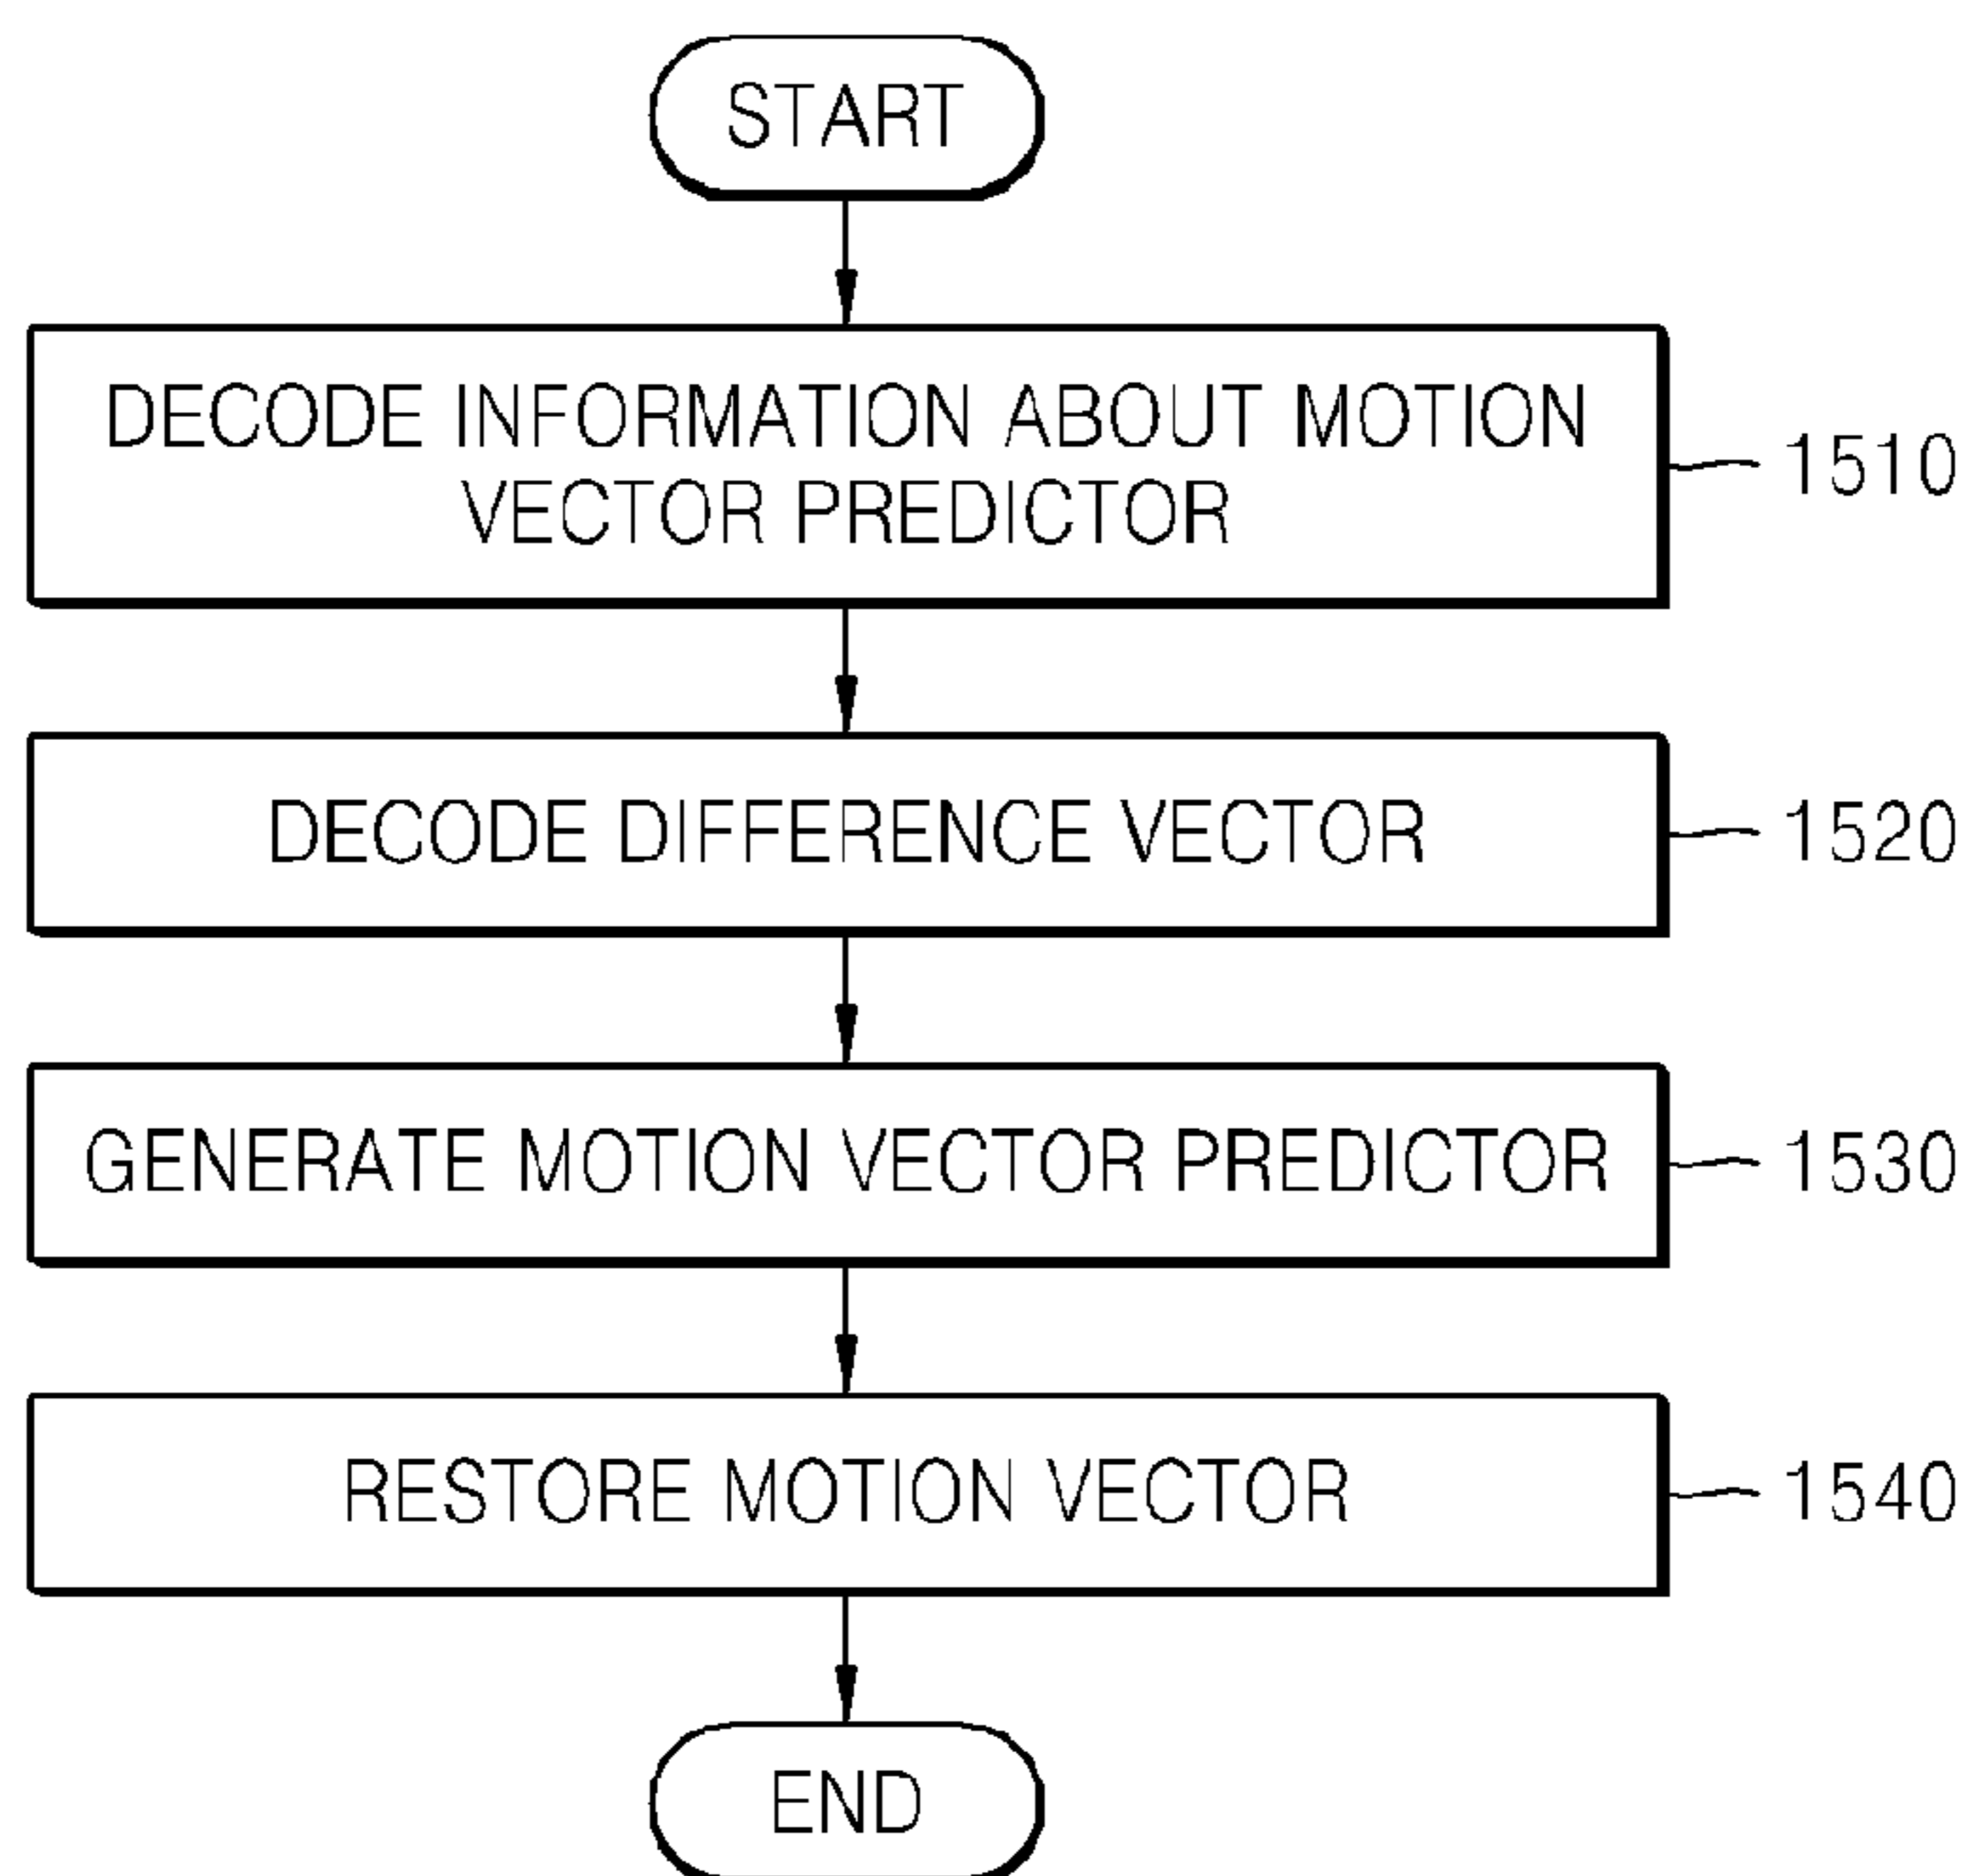 START
DECODE INFORMATION ABOUT MOTION
VECTOR PREDICTOR
1510
DECODE DIFFERENCE VECTOR
1520
GENERATE MOTION VECTOR PREDICTOR
1530
RESTORE MOTION VECTOR
1540
END